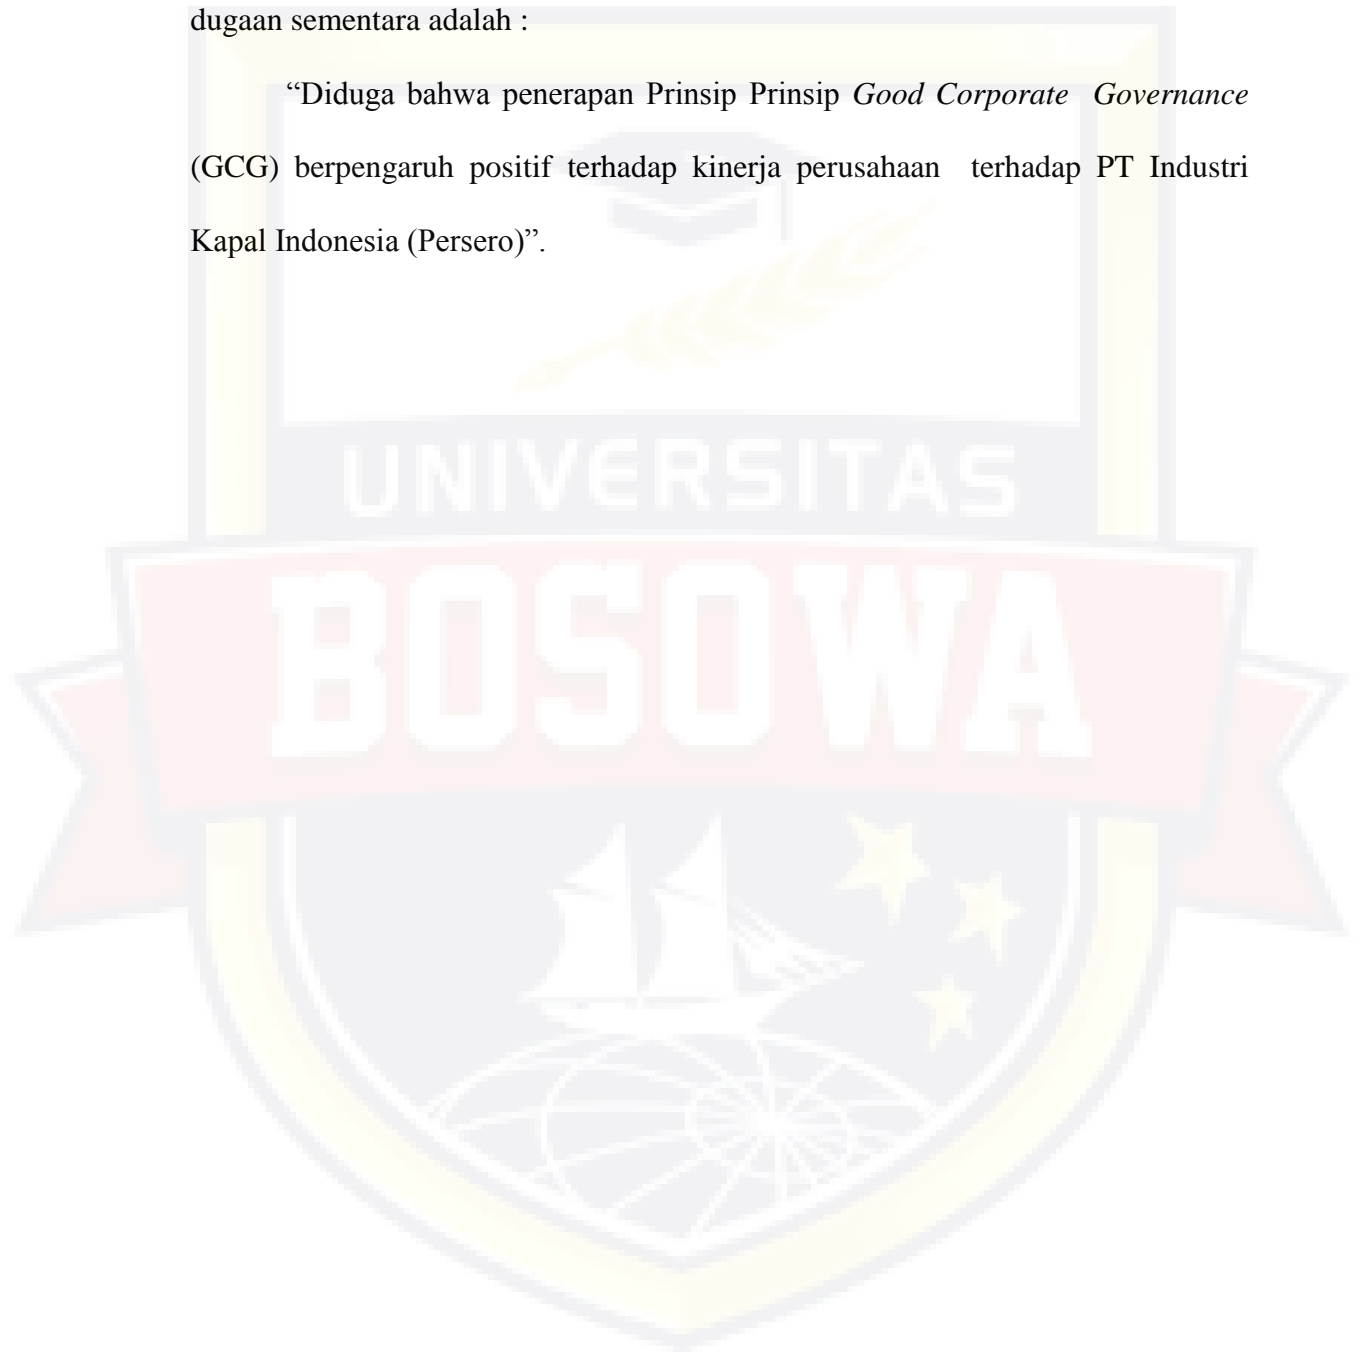 dugaan sementara adalah :
“Diduga bahwa penerapan Prinsip Prinsip Good Corporate Governance
(GCG) berpengaruh positif terhadap kinerja perusahaan terhadap PT Industri
Kapal Indonesia (Persero)”.
UNIVERSITAS
BOSOWA